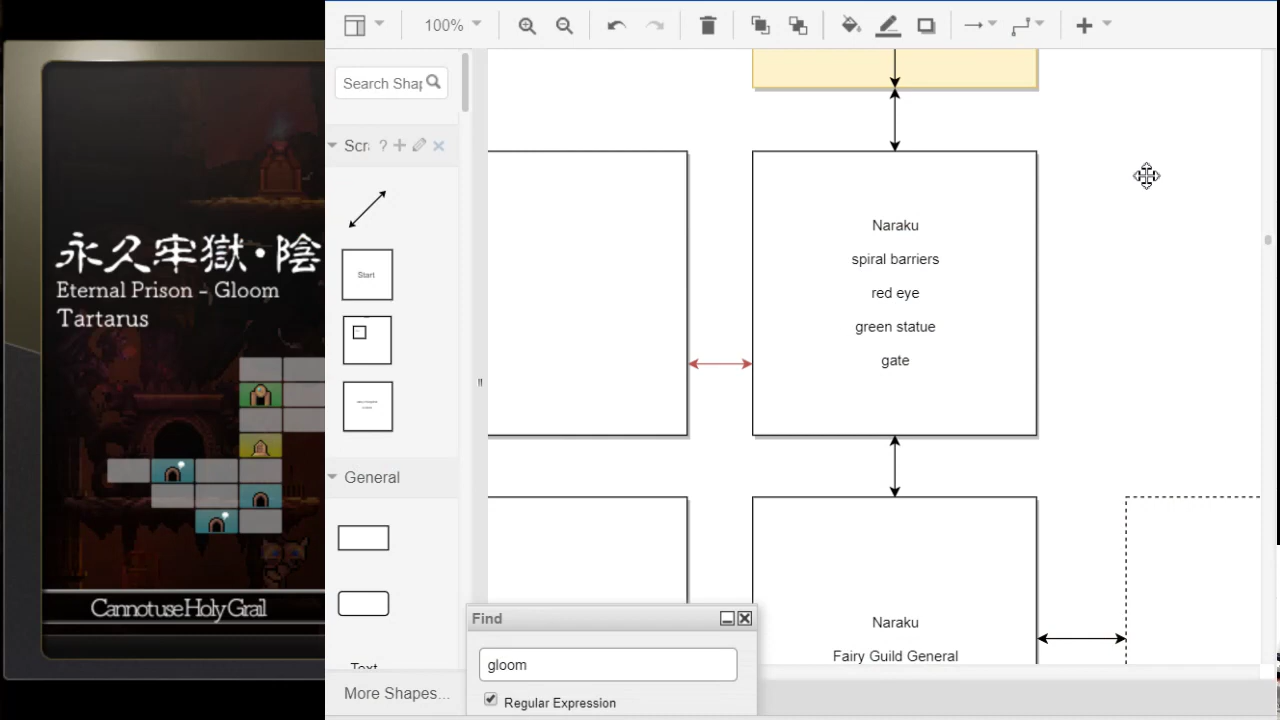 永久牢獄・陰
Eternal Prison - Gloom
Tartarus
Cannot use Holy Grail
100%
Search Shap
Scr
?
Start
General
Text
More Shapes...
Naraku
spiral barriers
red eye
green statue
gate
Naraku
Fairy Guild General
Find
gloom
Regular Expression